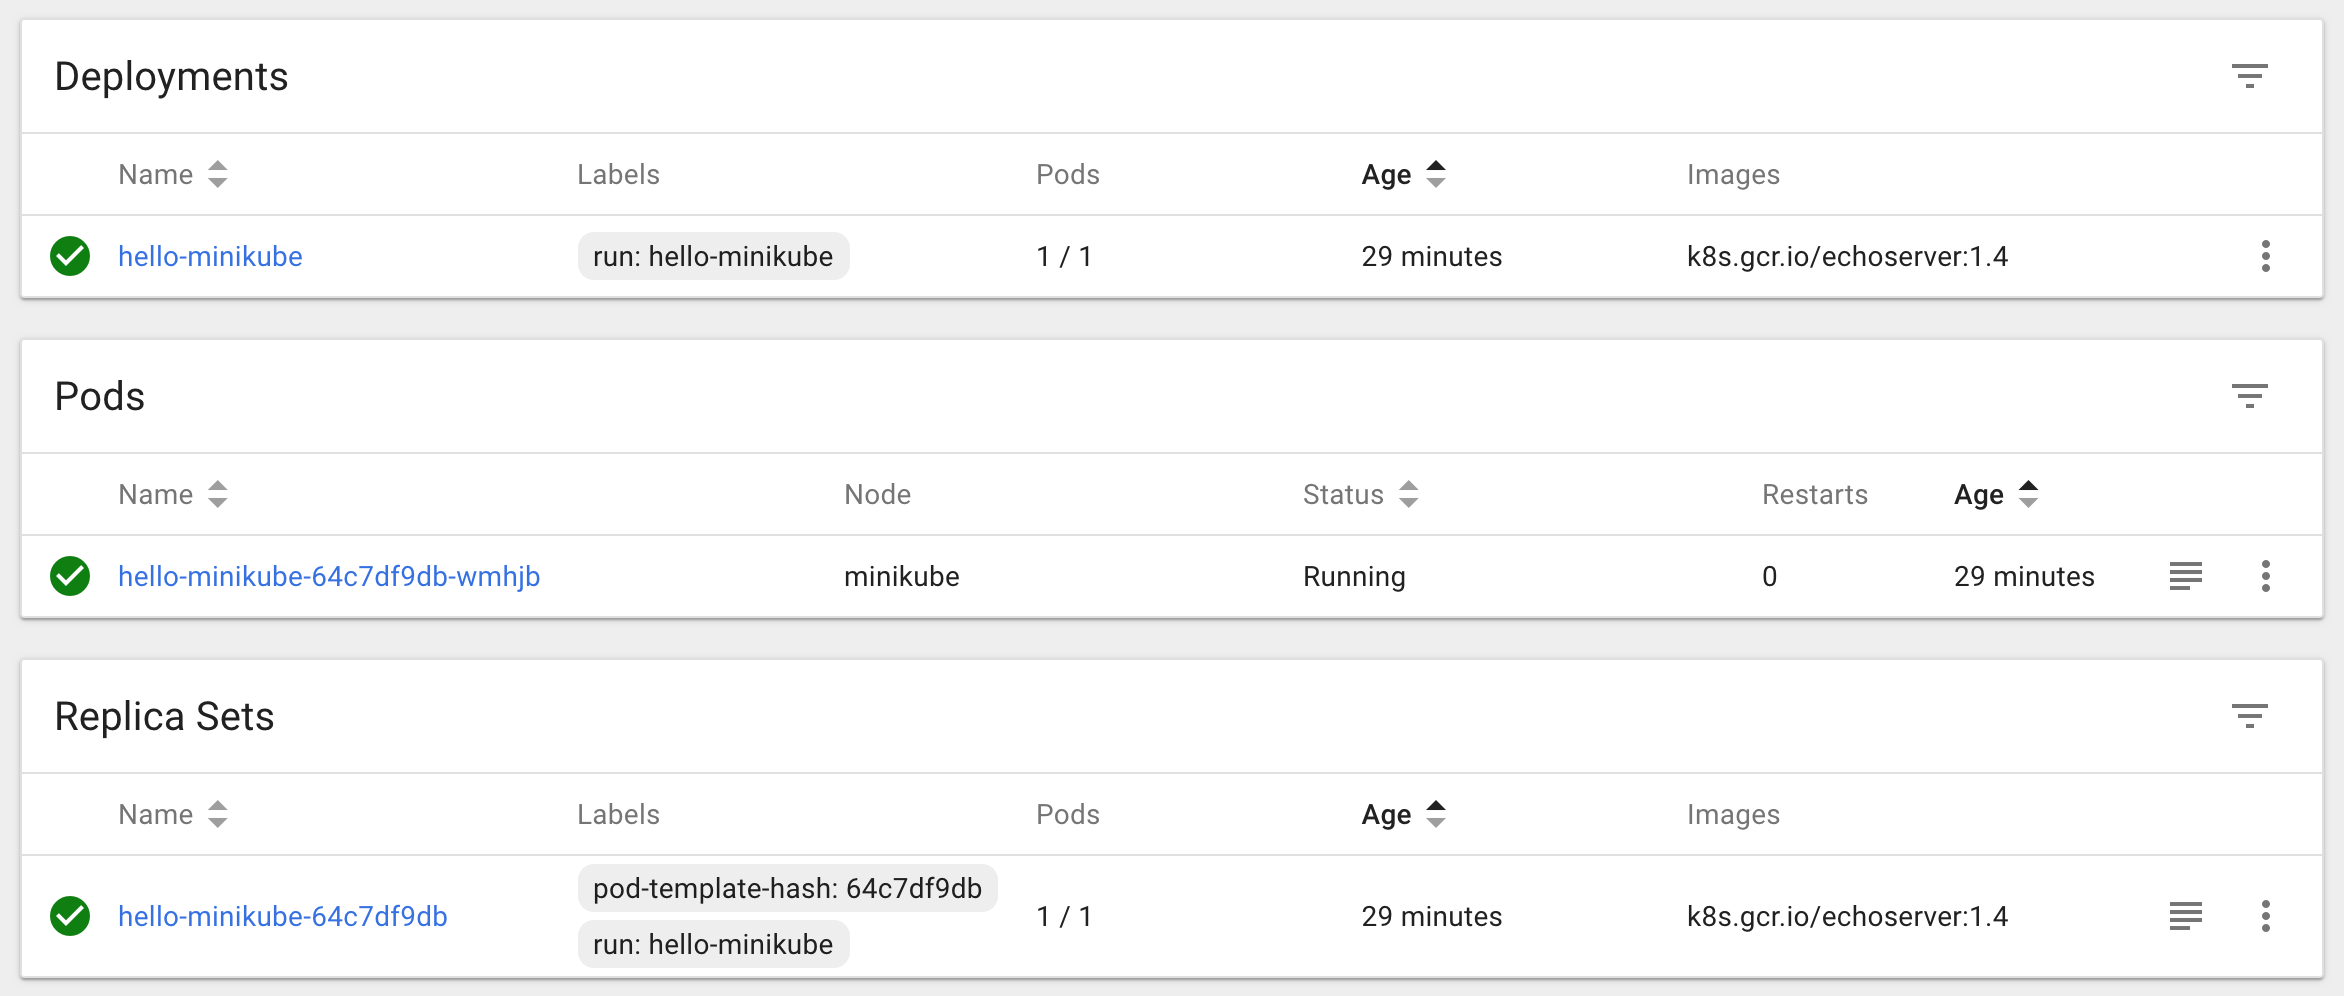 Deployments
Name Labels Pods Age Images
hello-minikube run: hello-minikube 1 / 1 29 minutes k8s.gcr.io/echoserver:1.4
Pods
Name Node Status Restarts Age
hello-minikube-64c7df9db-wmhjb minikube Running 0 29 minutes
Replica Sets
Name Labels Pods Age Images
pod-template-hash: 64c7df9db
hello-minikube-64c7df9db 1 / 1 29 minutes k8s.gcr.io/echoserver:1.4
run: hello-minikube